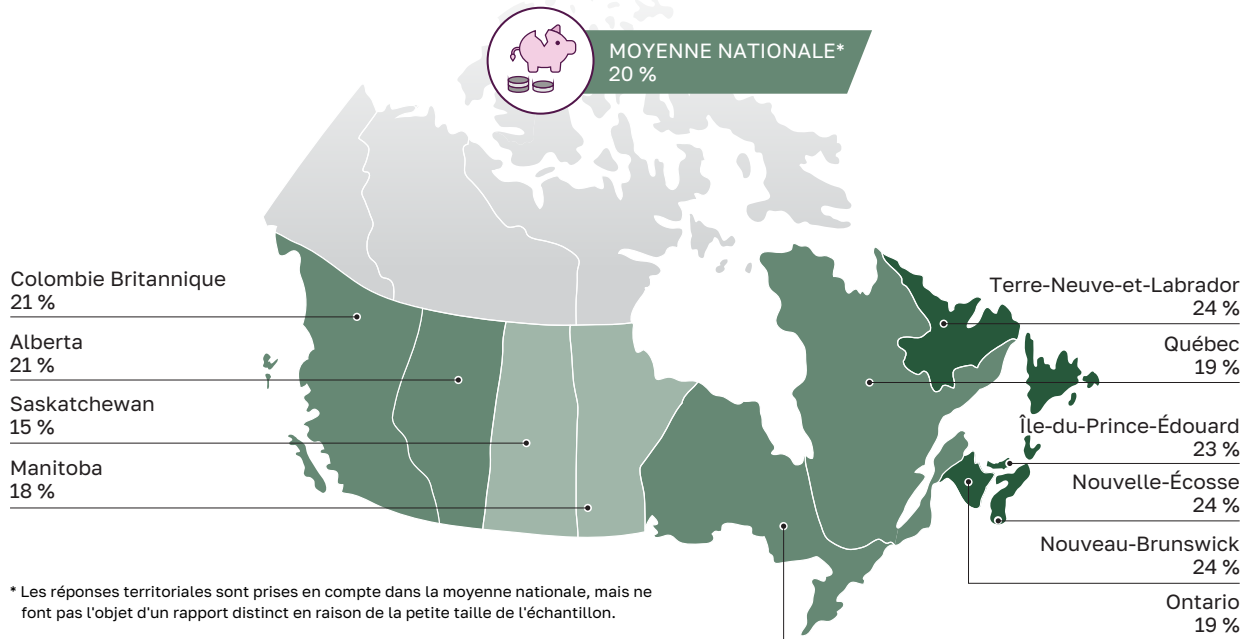 MOYENNE NATIONALE*
20 %
Colombie Britannique
21 %
Alberta
21 %
Saskatchewan
15 %
Manitoba
18 %
Terre-Neuve-et-Labrador
24 %
Québec
19 %
Île-du-Prince-Édouard
23 %
Nouvelle-Écosse
24 %
Nouveau-Brunswick
24 %
Ontario
19 %
* Les réponses territoriales sont prises en compte dans la moyenne nationale, mais ne
font pas l'objet d'un rapport distinct en raison de la petite taille de l'échantillon.